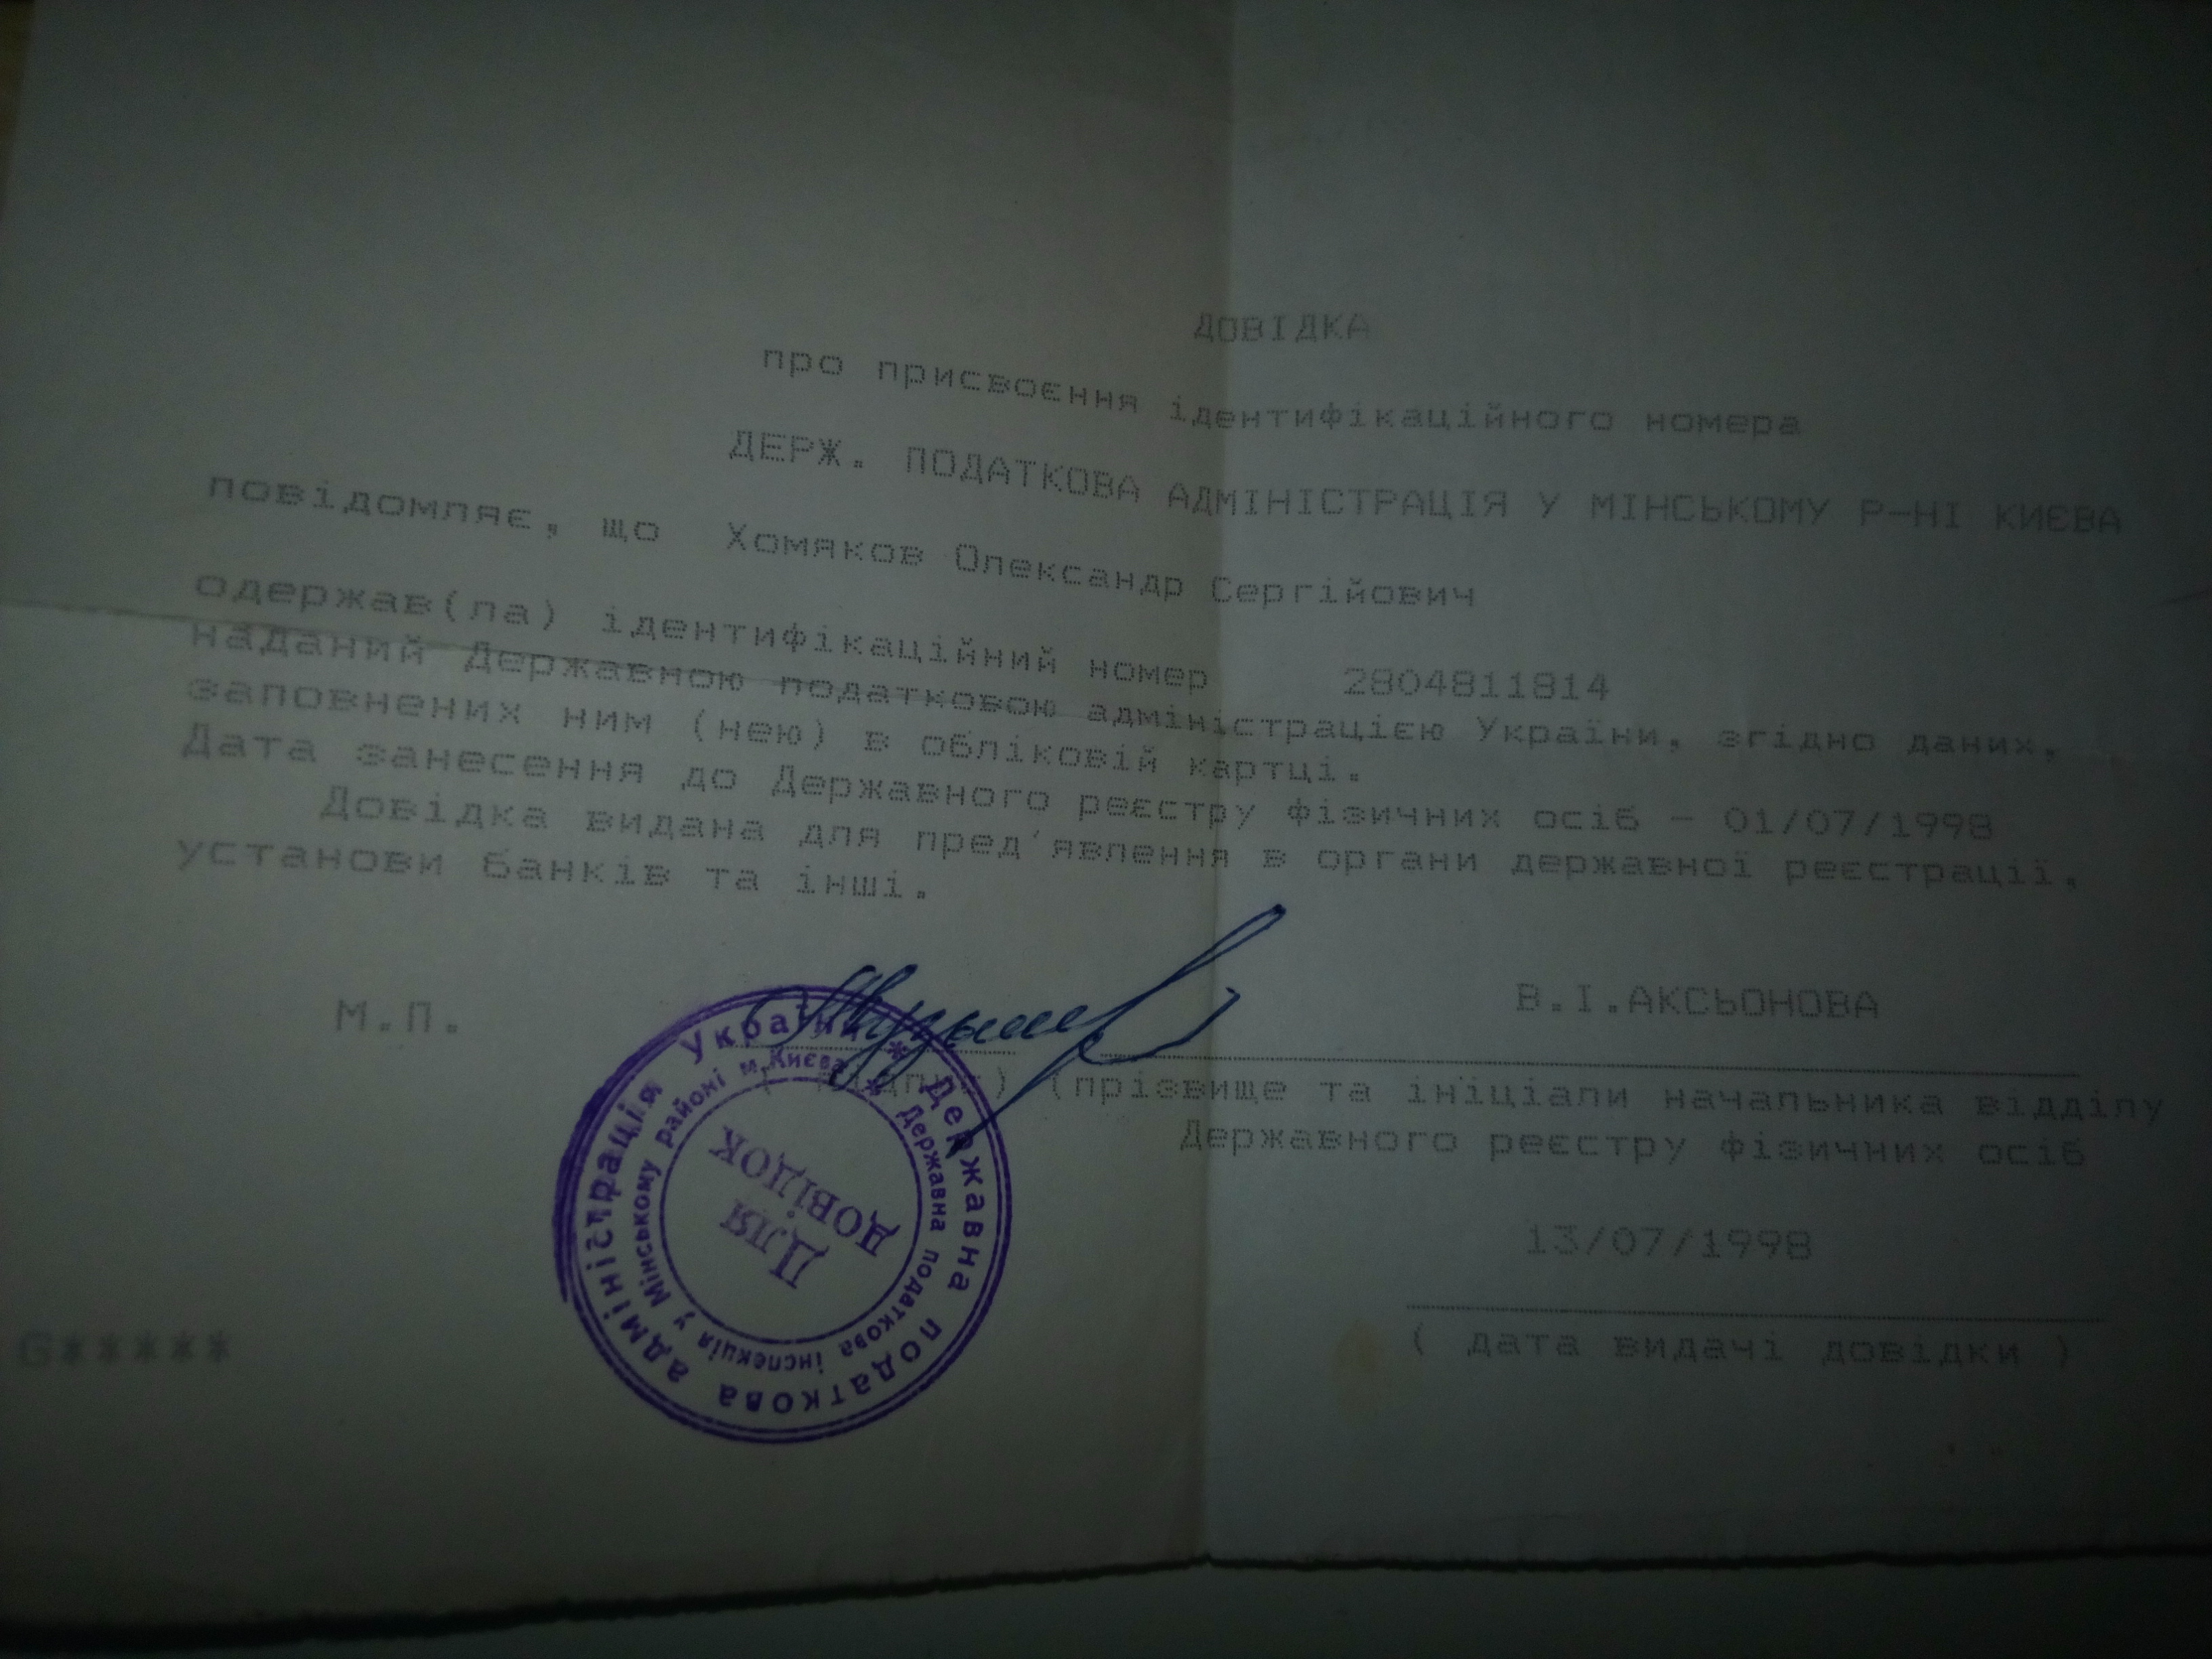 ДОВІДКА
про присвоєння ідентифікаційного номера
ДЕРЖ. ПОДАТКОВА АДМІНІСТРАЦІЯ У МІНСЬКОМУ Р-НІ КИЄВА
повідомляє, що Хомяков Олександр Сергійович
одержав(ла) ідентифікаційний номер 2804811814
наданий Державною податковою адміністрацією України, згідно даних,
заповнених ним (нею) в обліковій картці.
Дата занесення до Державного реєстру фізичних осіб - 01/07/1998
Довідка видана для пред'явлення в органи державної реєстрації,
установи банків та інші.
М.П.
В.І.АКСЬОНОВА
(підпис) (прізвище та ініціали начальника відділу
Державного реєстру фізичних осіб
13/07/1998
( дата видачі довідки )
G*****
* Державна податкова адміністрація України
* Державна податкова інспекція у Мінському районі м.Києва
Для
довідок